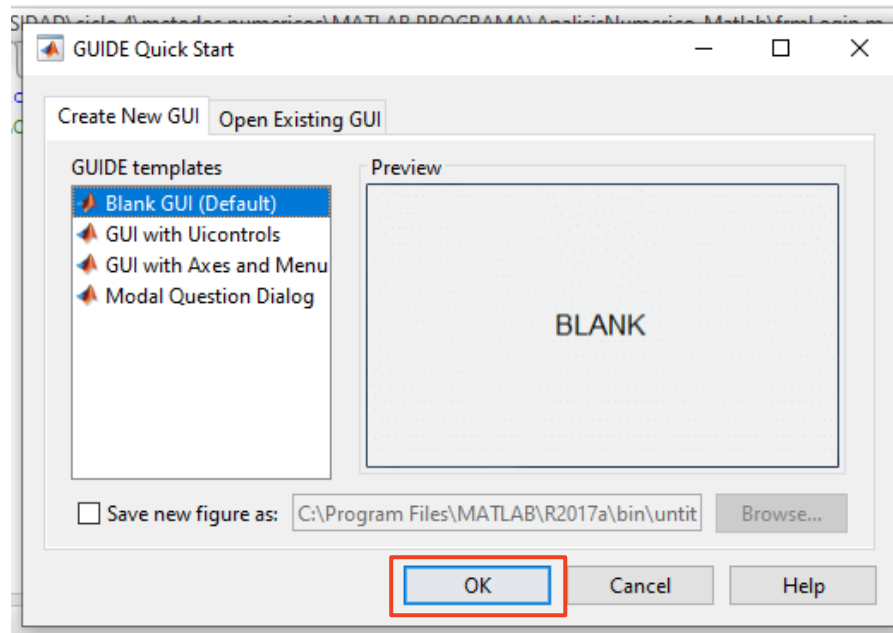 GUIDE Quick Start
Create New GUI
Open Existing GUI
GUIDE templates
Preview
Blank GUI (Default)
GUI with Uicontrols
GUI with Axes and Menu
Modal Question Dialog
BLANK
Save new figure as:
C:\Program Files\MATLAB\R2017a\bin\untit
Browse...
OK
Cancel
Help